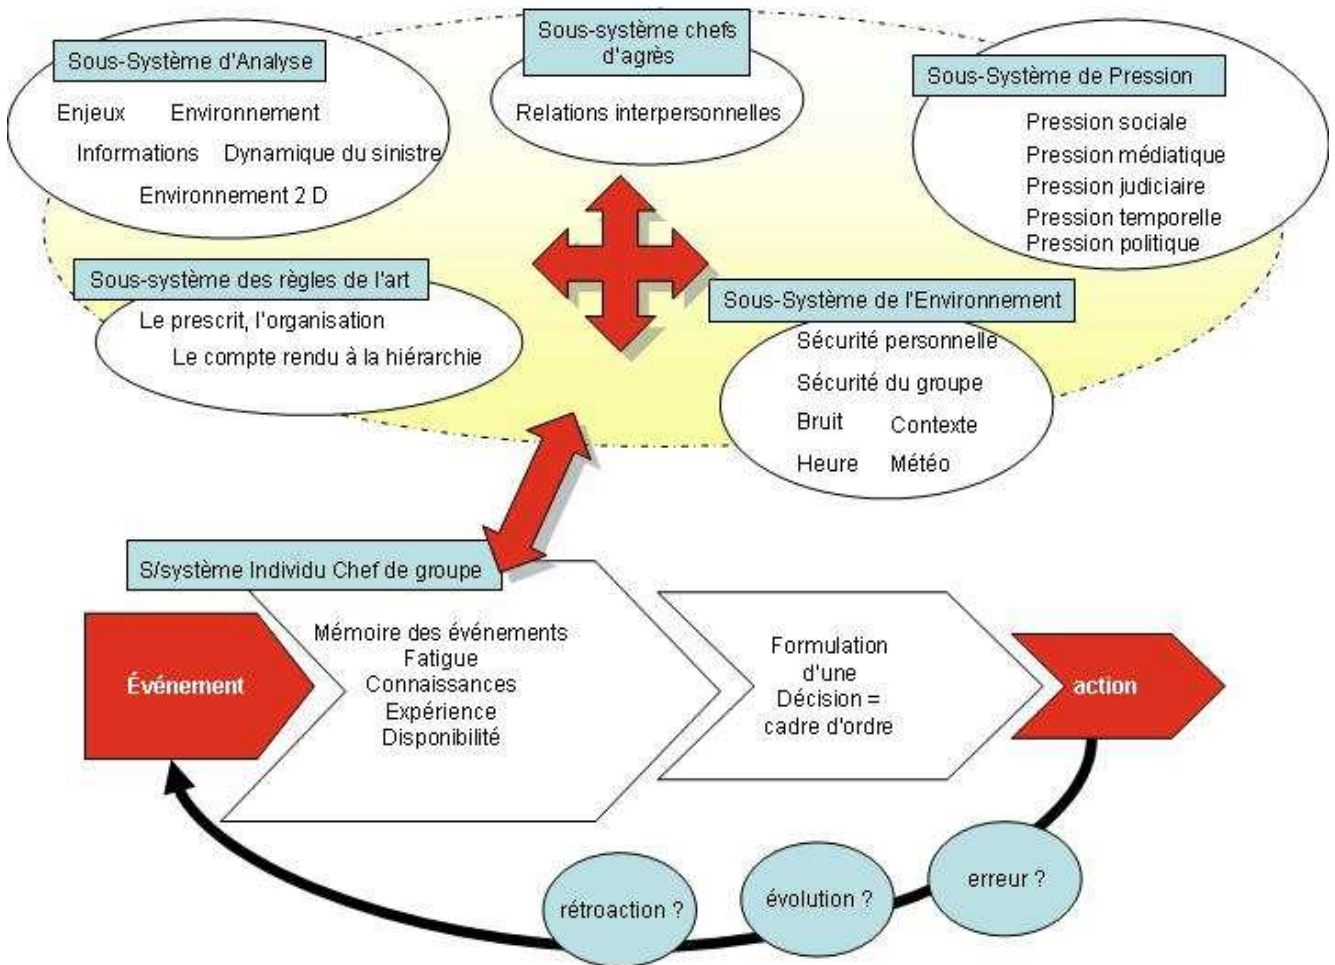 Sous-Système d'Analyse
Enjeux Environnement
Informations Dynamique du sinistre
Environnement 2 D
Sous-système chefs
d'agrès
Relations interpersonnelles
Sous-Système de Pression
Pression sociale
Pression médiatique
Pression judiciaire
Pression temporelle
Pression politique
Sous-système des règles de l'art
Le prescrit, l'organisation
Le compte rendu à la hiérarchie
Sous-Système de l'Environnement
Sécurité personnelle
Sécurité du groupe
Bruit Contexte
Heure Météo
S/système Individu Chef de groupe
Événement
Mémoire des événements
Fatigue
Connaissances
Expérience
Disponibilité
Formulation
d'une
Décision =
cadre d'ordre
action
rétroaction ?
évolution ?
erreur ?